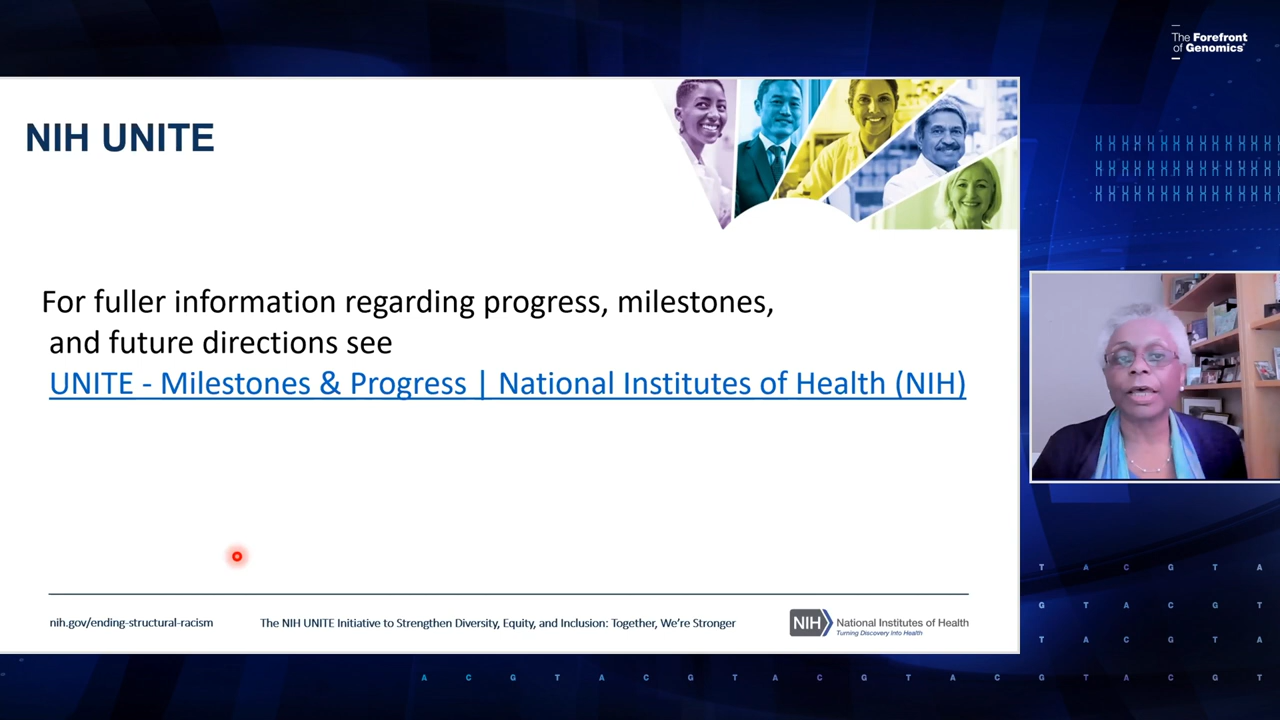 The Forefront
of Genomics®
NIH UNITE
For fuller information regarding progress, milestones,
and future directions see
UNITE - Milestones & Progress | National Institutes of Health (NIH)
nih.gov/ending-structural-racism
The NIH UNITE Initiative to Strengthen Diversity, Equity, and Inclusion: Together, We're Stronger
NIH
National Institutes of Health
Turning Discovery Into Health
T A C G T A
G T A C G T
T A C G T A
A C G T A C G T A C G T A C G T A C G T